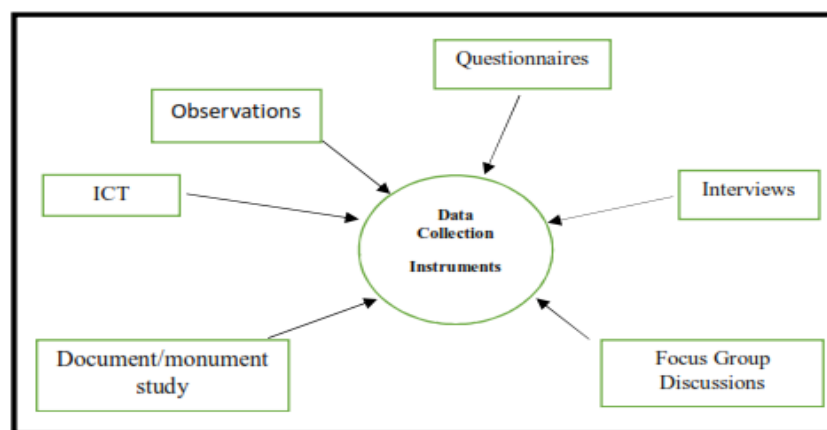 Questionnaires
Observations
ICT
Interviews
Data
Collection
Instruments
Document/monument
study
Focus Group
Discussions